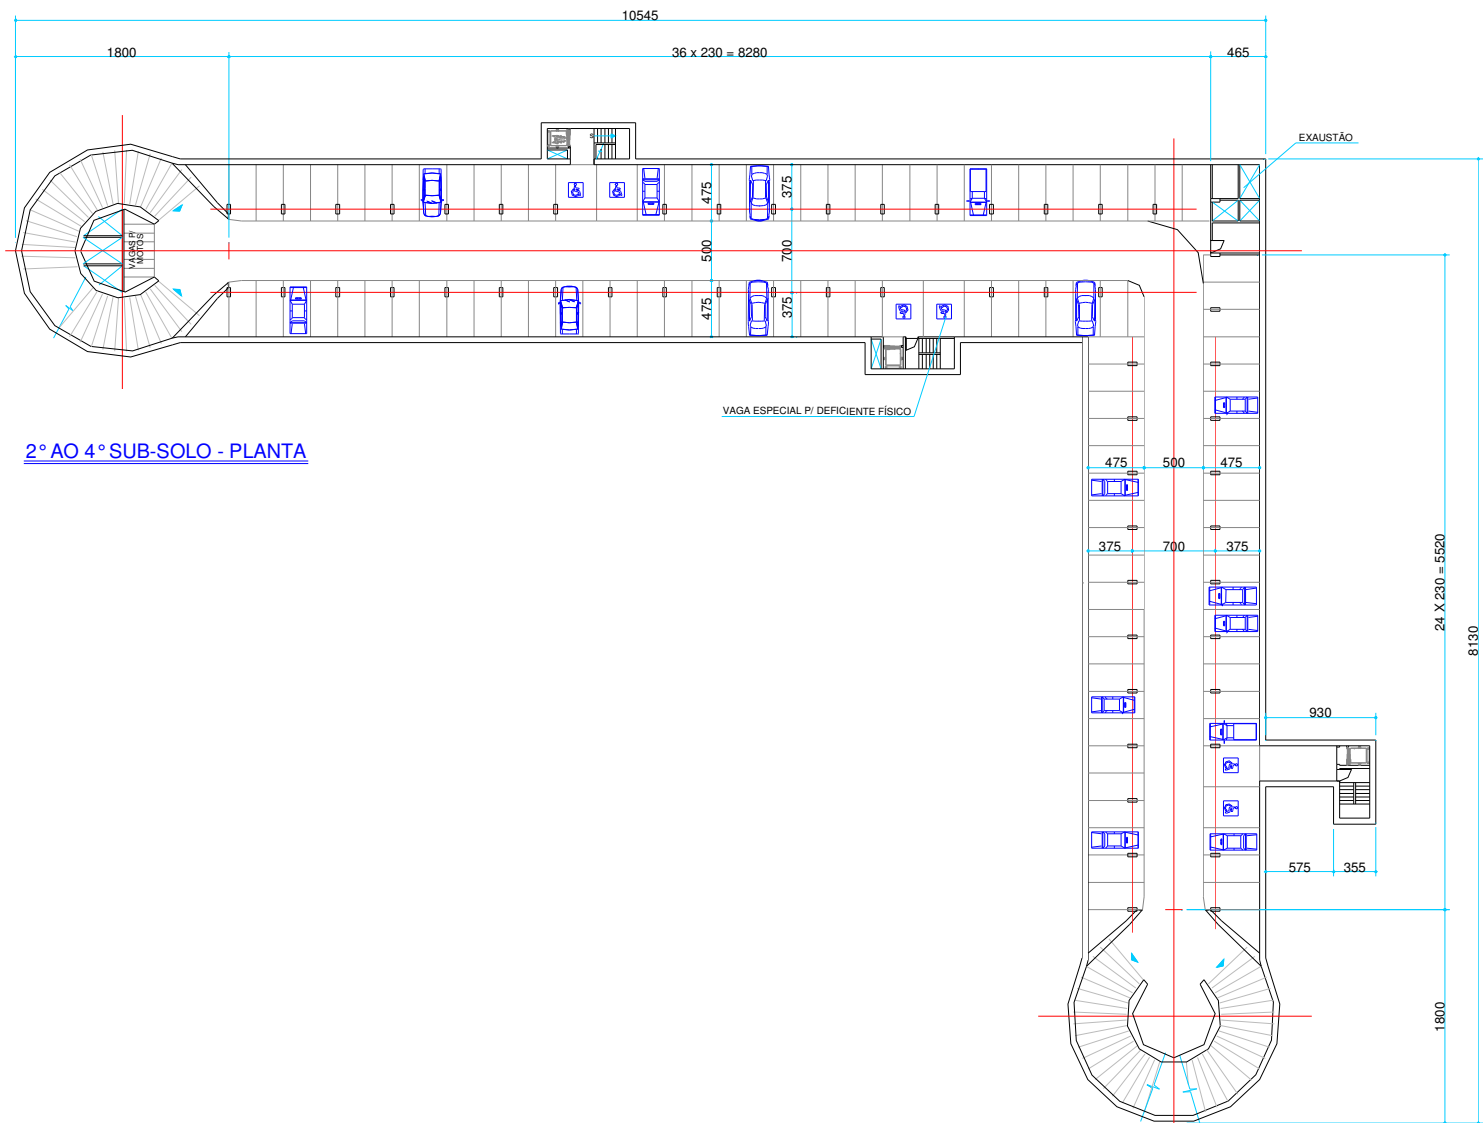 10545
1800
36 x 230 = 8280
465
EXAUSTÃO
475
375
VAGAS P/
MOTOS
500
700
475
375
VAGA ESPECIAL P/ DEFICIENTE FÍSICO
2° AO 4° SUB-SOLO - PLANTA
475
500
475
375
700
375
24 X 230 = 5520
8130
930
575
355
1800